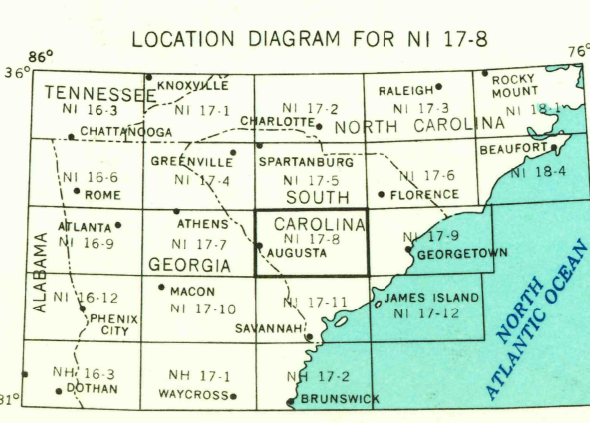 LOCATION DIAGRAM FOR NI 17-8
86°
76°
36°
TENNESSEE
KNOXVILLE
RALEIGH
ROCKY
MOUNT
NI 16-3
NI 17-1
NI 17-2
NI 17-3
NI 18-1
CHATTANOOGA
CHARLOTTE
NORTH CAROLINA
GREENVILLE
SPARTANBURG
BEAUFORT
NI 16-6
NI 17-4
NI 17-5
NI 17-6
NI 18-4
ROME
SOUTH
FLORENCE
ATLANTA
ATHENS
CAROLINA
NI 16-9
NI 17-7
NI 17-8
NI 17-9
AUGUSTA
GEORGETOWN
GEORGIA
ALABAMA
NI 16-12
MACON
NI 17-10
NI 17-11
JAMES ISLAND
NI 17-12
PHENIX
CITY
SAVANNAH
NORTH
ATLANTIC OCEAN
NH 16-3
NH 17-1
NH 17-2
DOTHAN
WAYCROSS
BRUNSWICK
31°